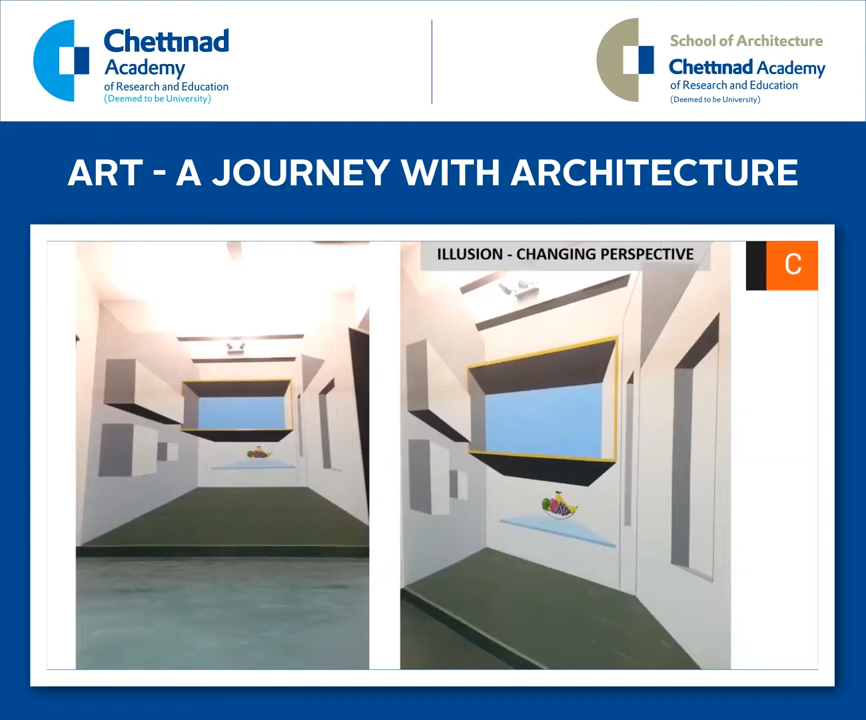 Chettinad
Academy
of Research and Education
(Deemed to be University)
School of Architecture
Chettinad Academy
of Research and Education
(Deemed to be University)
ART - A JOURNEY WITH ARCHITECTURE
ILLUSION - CHANGING PERSPECTIVE
C